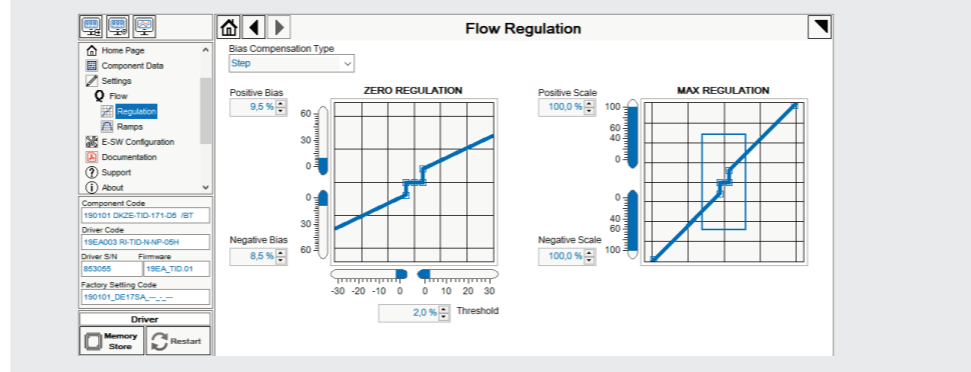 Flow Regulation
Home Page
Component Data
Settings
Q Flow
Regulation
Ramps
E-SW Configuration
Documentation
? Support
i About
Component Code
190101 DKZE-TID-171-D5 /BT
Driver Code
19EA003 RI-TID-N-NP-05H
Driver S/N Firmware
853055 19EA_TID.01
Factory Setting Code
190101_DE17SA_---_-_---
Driver
Memory Store
Restart
Bias Compensation Type
Step
Positive Bias
9,5 %
ZERO REGULATION
60
30
0
0
30
60
Negative Bias
8,5 %
-30 -20 -10 0 0 10 20 30
2,0 % Threshold
Positive Scale
100,0 %
MAX REGULATION
100
60
40
0
0
40
60
100
Negative Scale
100,0 %